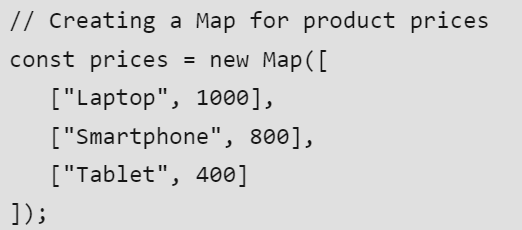 // Creating a Map for product prices
const prices = new Map([
   ["Laptop", 1000],
   ["Smartphone", 800],
   ["Tablet", 400]
]);